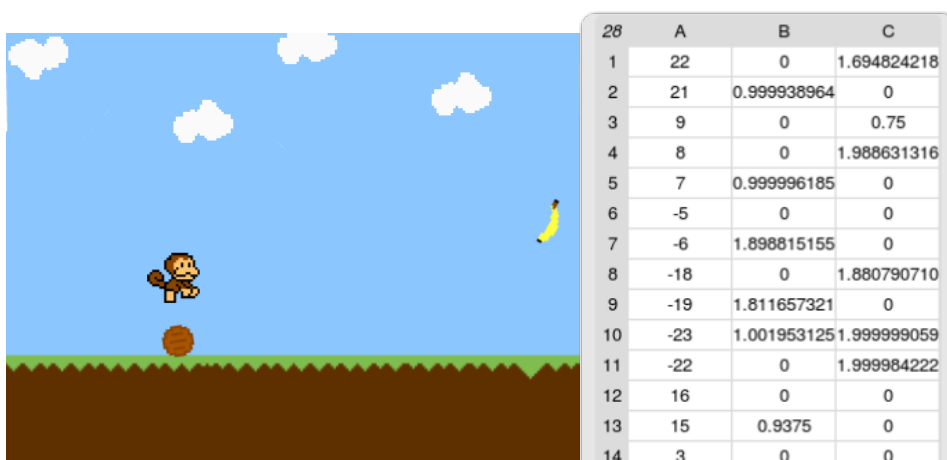 28 A B C
1 22 0 1.694824218
2 21 0.999938964 0
3 9 0 0.75
4 8 0 1.988631316
5 7 0.999996185 0
6 -5 0 0
7 -6 1.898815155 0
8 -18 0 1.880790710
9 -19 1.811657321 0
10 -23 1.001953125 1.999999059
11 -22 0 1.999984222
12 16 0 0
13 15 0.9375 0
14 3 0 0